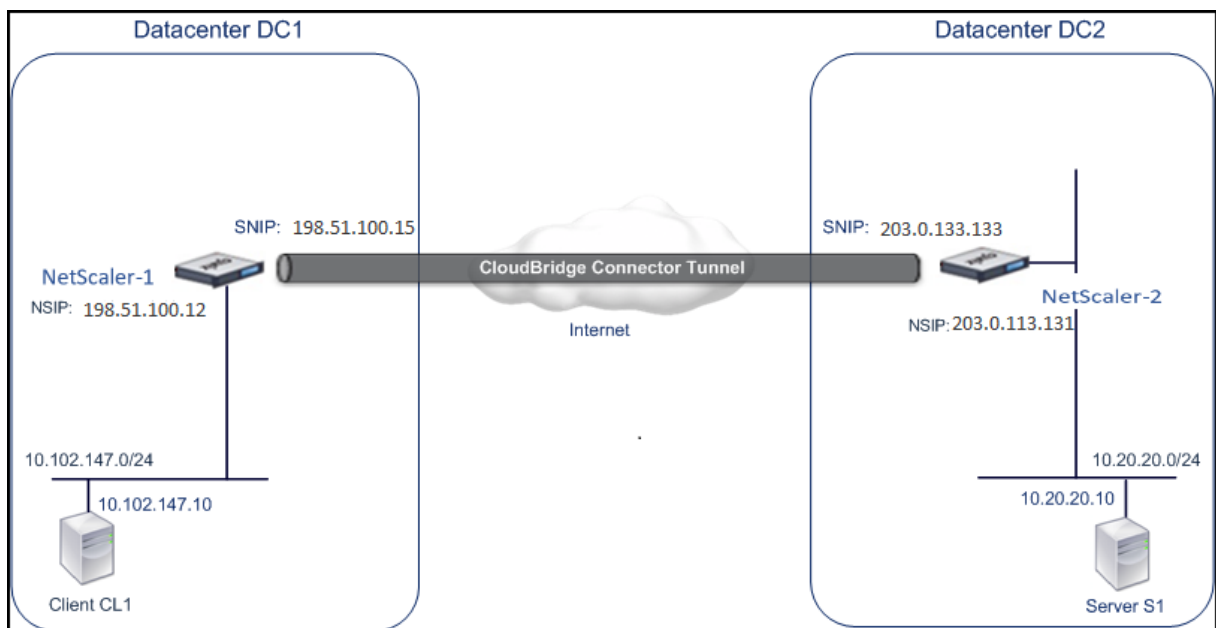 Datacenter DC1
Datacenter DC2
SNIP: 198.51.100.15
SNIP: 203.0.133.133
CloudBridge Connector Tunnel
NetScaler-1
NetScaler-2
NSIP: 198.51.100.12
NSIP: 203.0.113.131
Internet
10.102.147.0/24
10.20.20.0/24
10.102.147.10
10.20.20.10
Client CL1
Server S1